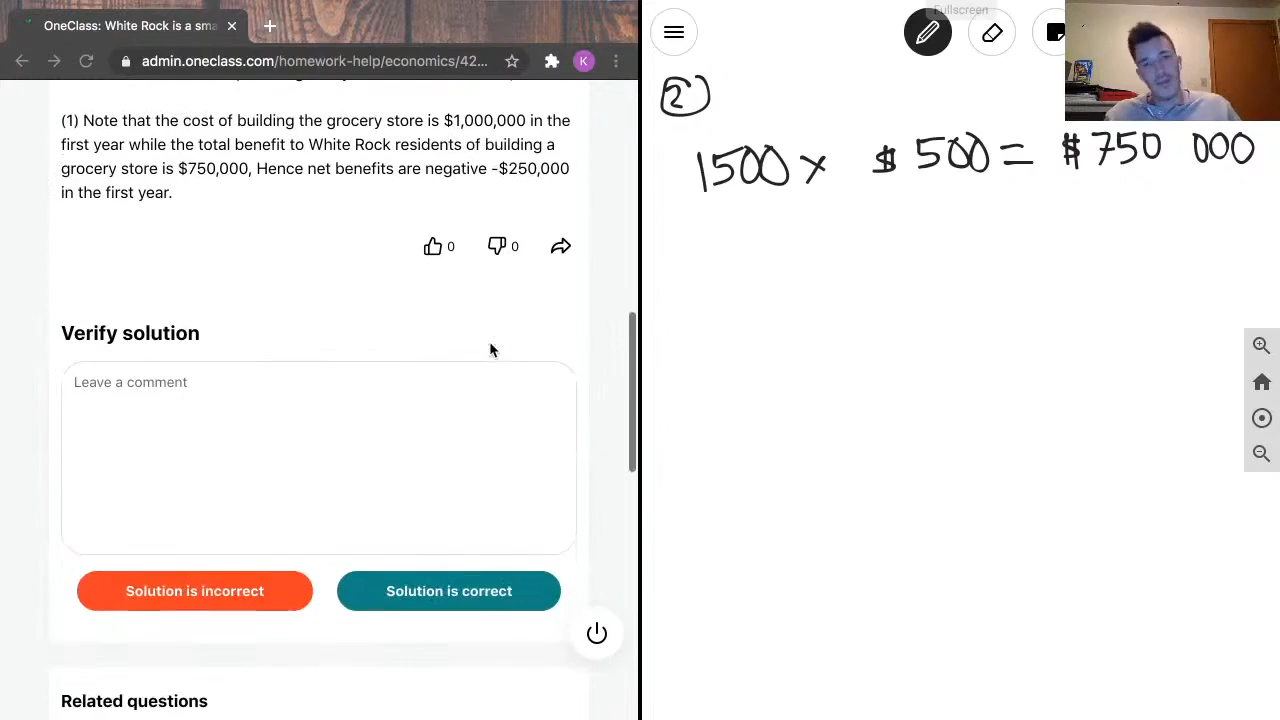 Fullscreen
OneClass: White Rock is a sma
admin.oneclass.com/homework-help/economics/42...
K
(1) Note that the cost of building the grocery store is $1,000,000 in the
first year while the total benefit to White Rock residents of building a
grocery store is $750,000, Hence net benefits are negative -$250,000
in the first year.
0
0
Verify solution
Leave a comment
Solution is incorrect
Solution is correct
Related questions
2
1500 x $ 500 = $ 750 000